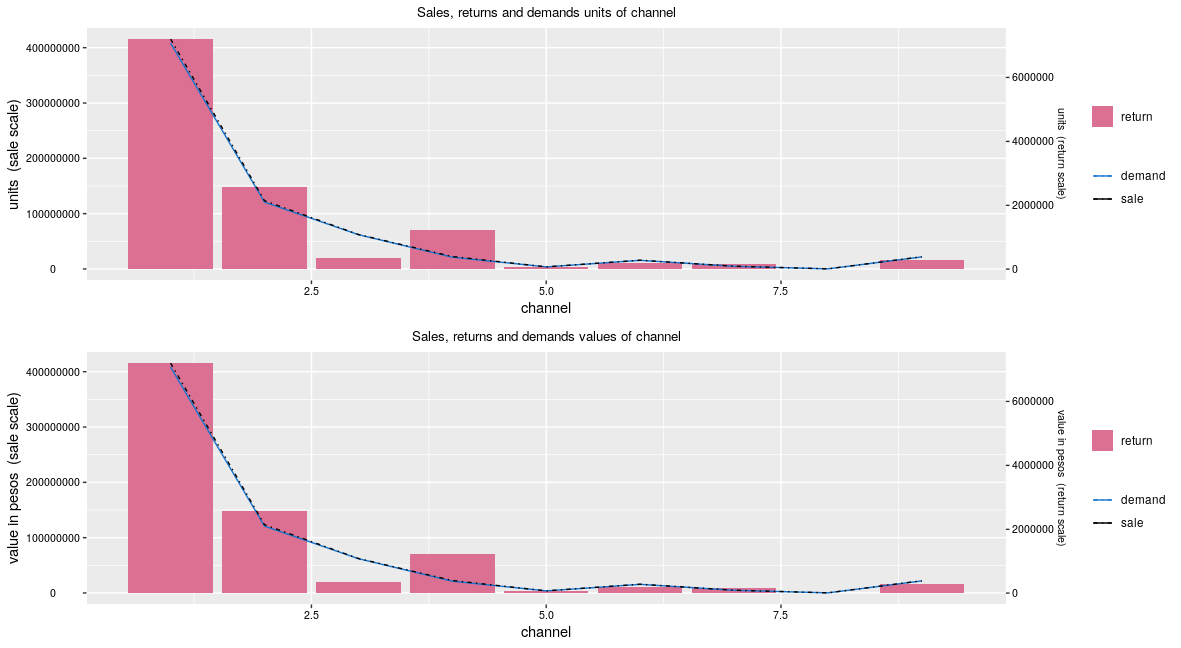 Sales, returns and demands units of channel
units  (sale scale)
400000000
300000000
200000000
100000000
0
6000000
4000000
2000000
0
units  (return scale)
2.5
5.0
7.5
channel
return
demand
sale
Sales, returns and demands values of channel
value in pesos  (sale scale)
400000000
300000000
200000000
100000000
0
6000000
4000000
2000000
0
value in pesos  (return scale)
2.5
5.0
7.5
channel
return
demand
sale